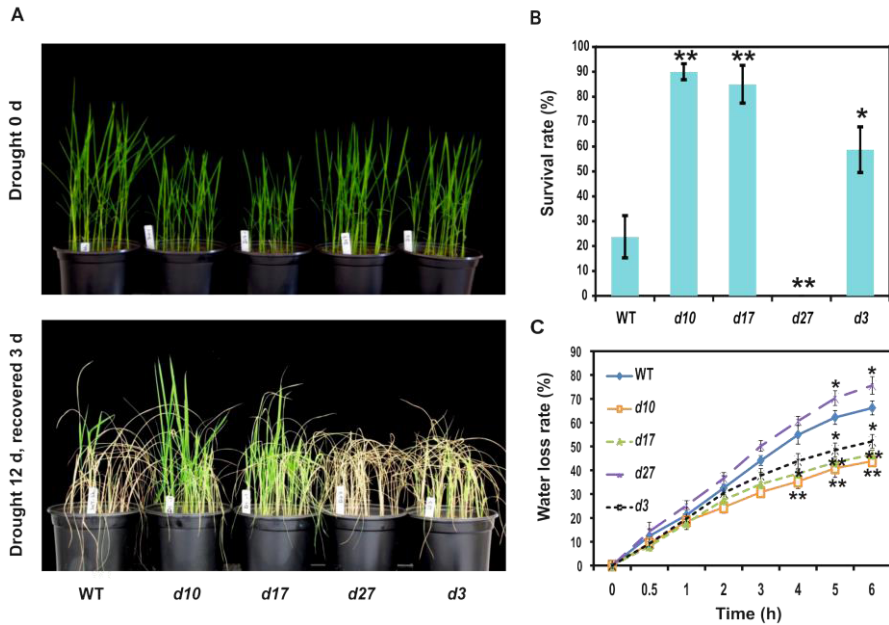 A
Drought 0 d
Drought 12 d, recovered 3 d
WT d10 d17 d27 d3
B
Survival rate (%)
100
90
80
70
60
50
40
30
20
10
0
** ** ** *
WT d10 d17 d27 d3
C
Water loss rate (%)
90
80
70
60
50
40
30
20
10
0
WT
d10
d17
d27
d3
* *
* *
* ** **
** ** **
0 0.5 1 2 3 4 5 6
Time (h)